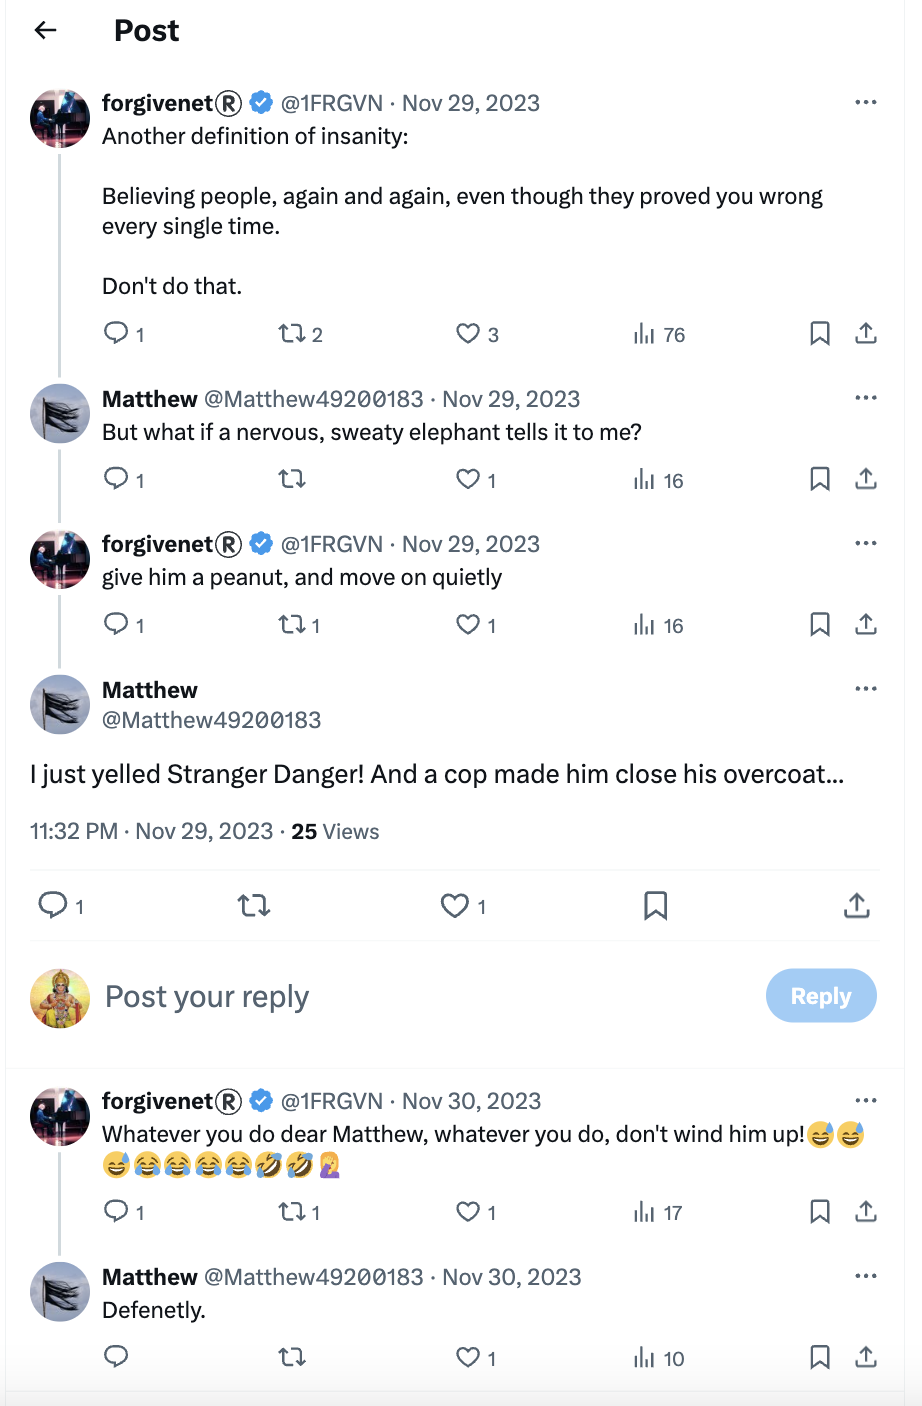 Post
forgivenet® @1FRGVN · Nov 29, 2023
Another definition of insanity:
Believing people, again and again, even though they proved you wrong
every single time.
Don't do that.
1 2 3 76
Matthew @Matthew49200183 · Nov 29, 2023
But what if a nervous, sweaty elephant tells it to me?
1 1 16
forgivenet® @1FRGVN · Nov 29, 2023
give him a peanut, and move on quietly
1 1 1 16
Matthew
@Matthew49200183
I just yelled Stranger Danger! And a cop made him close his overcoat...
11:32 PM · Nov 29, 2023 · 25 Views
1 1
Post your reply
Reply
forgivenet® @1FRGVN · Nov 30, 2023
Whatever you do dear Matthew, whatever you do, don't wind him up!😅😅
😅😂😂😂😂🤣🤣🤦‍♀️
1 1 1 17
Matthew @Matthew49200183 · Nov 30, 2023
Defenetly.
1 10